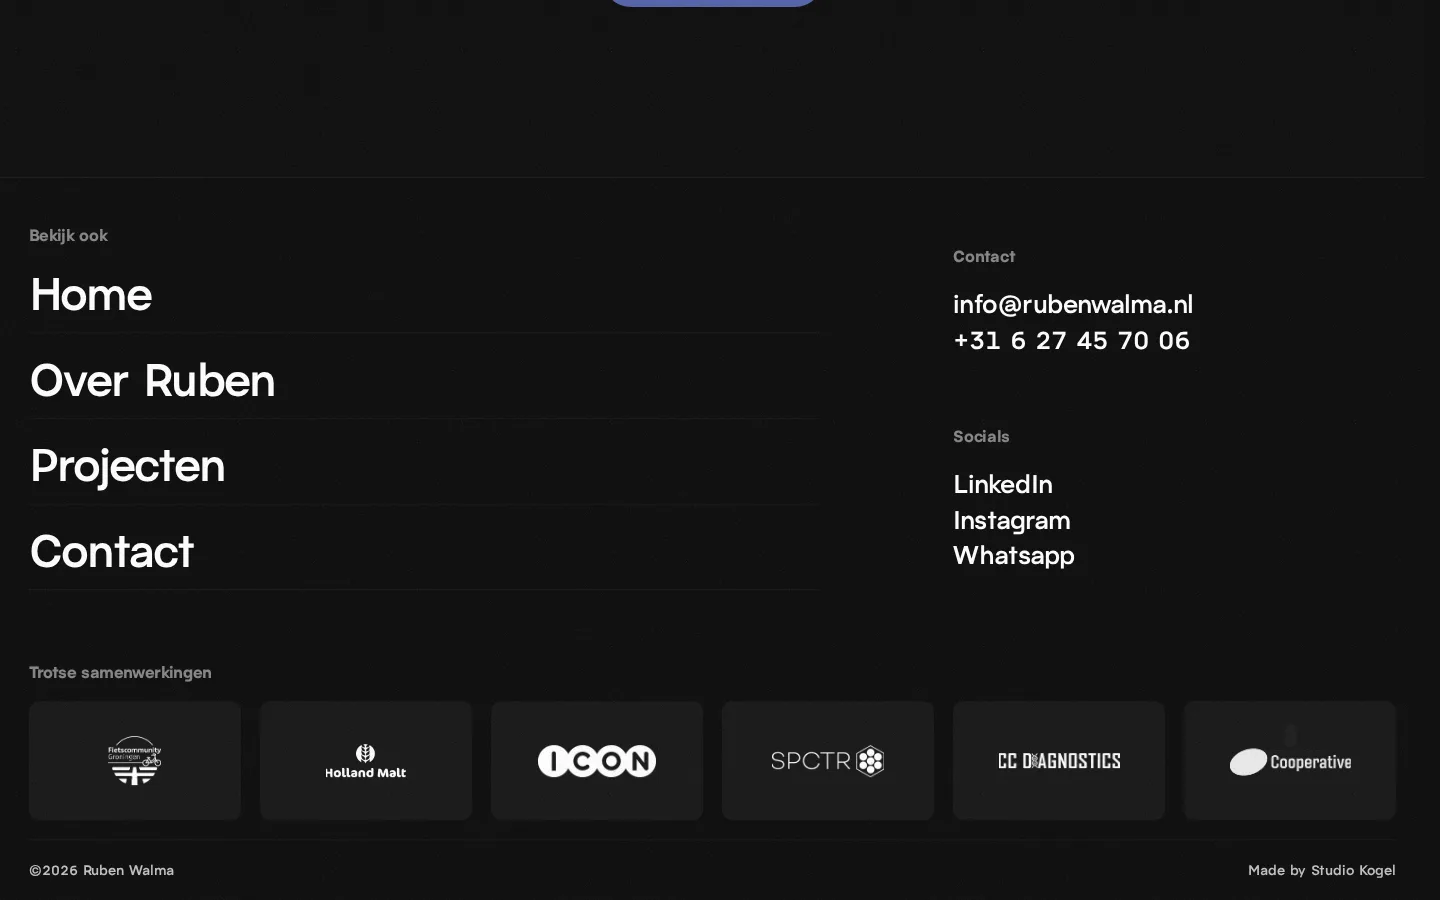 Bekijk ook
Home
Over Ruben
Projecten
Contact
Contact
info@rubenwalma.nl
+31 6 27 45 70 06
Socials
LinkedIn
Instagram
Whatsapp
Trotse samenwerkingen
Fietscommunity
Groningen
Holland Malt
ICON
SPCTR
CC DIAGNOSTICS
Cooperative
©2026 Ruben Walma
Made by Studio Kogel